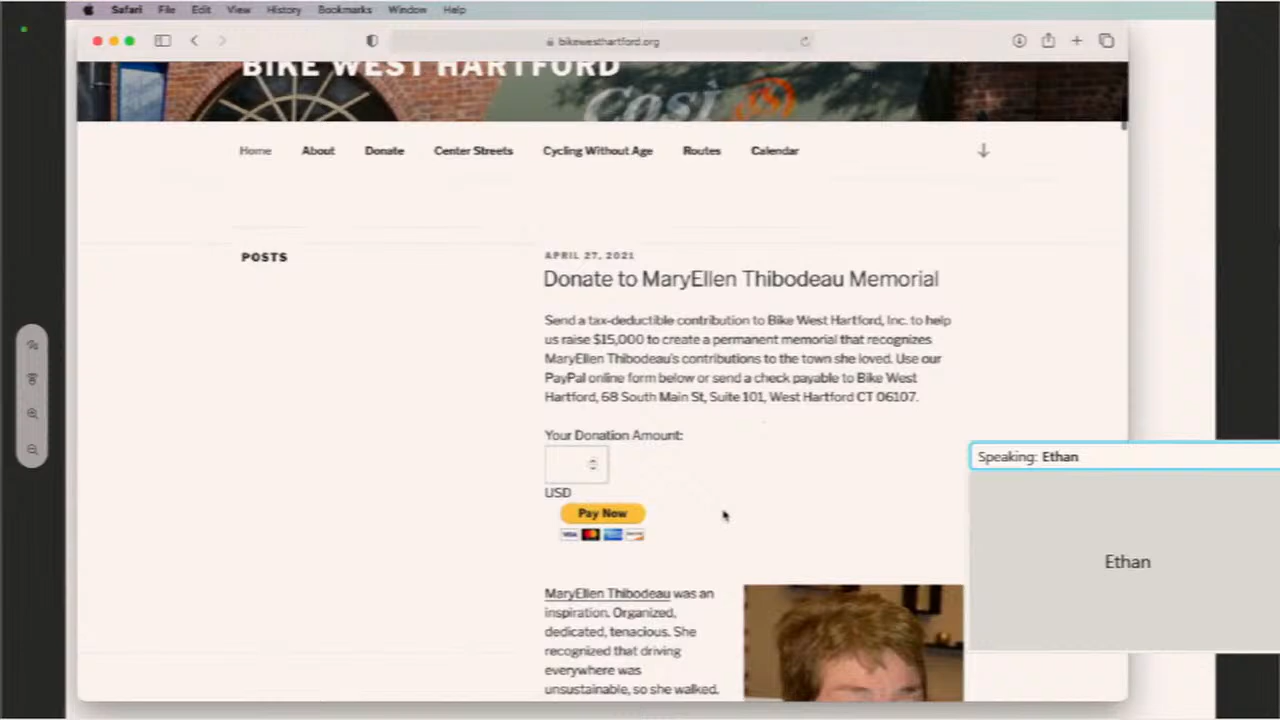 Safari File Edit View History Bookmarks Window Help
bikewesthartford.org
BIKE WEST HARTFORD
Così
Home About Donate Center Streets Cycling Without Age Routes Calendar
POSTS
APRIL 27, 2021
Donate to MaryEllen Thibodeau Memorial
Send a tax-deductible contribution to Bike West Hartford, Inc. to help
us raise $15,000 to create a permanent memorial that recognizes
MaryEllen Thibodeau's contributions to the town she loved. Use our
PayPal online form below or send a check payable to Bike West
Hartford, 68 South Main St, Suite 101, West Hartford CT 06107.
Your Donation Amount:
USD
Pay Now
VISA
Speaking: Ethan
Ethan
MaryEllen Thibodeau was an
inspiration. Organized,
dedicated, tenacious. She
recognized that driving
everywhere was
unsustainable, so she walked.